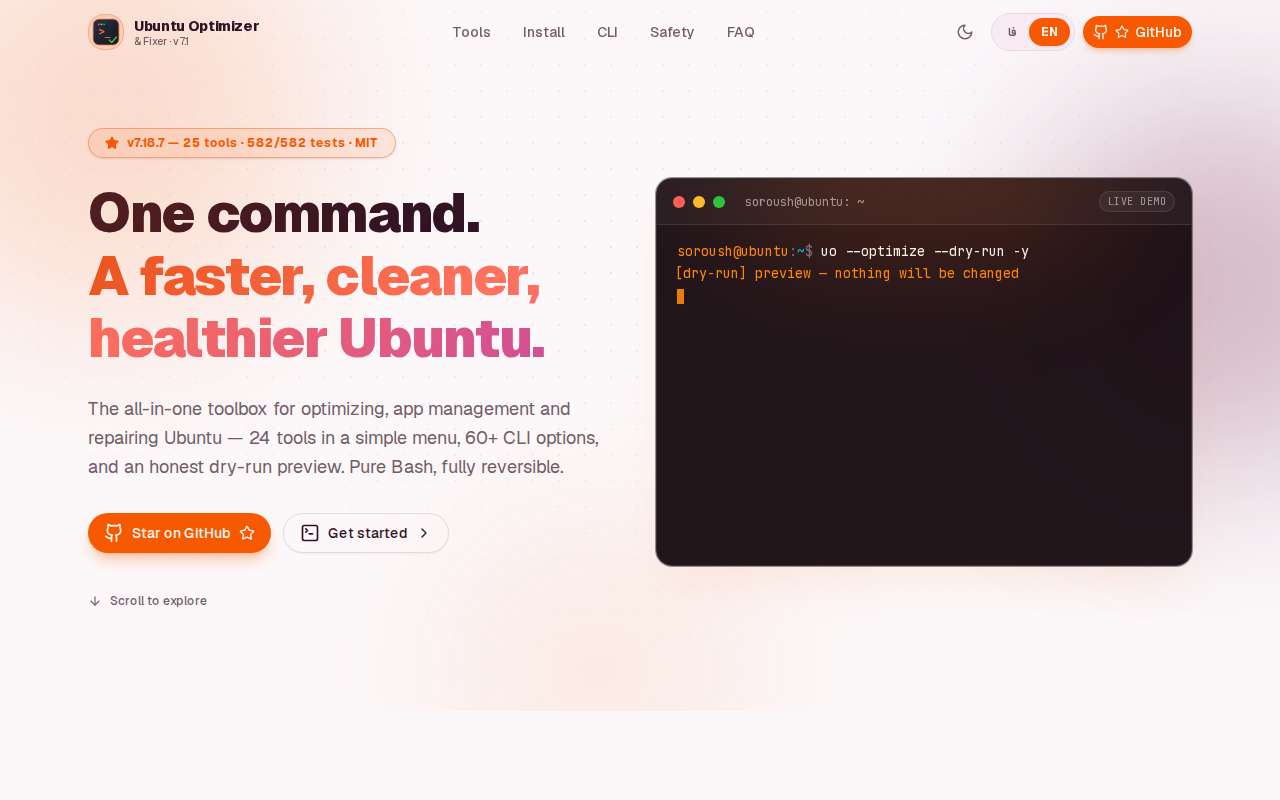 Ubuntu Optimizer
& Fixer · v7.1
Tools
Install
CLI
Safety
FAQ
فا
EN
GitHub
v7.18.7 — 25 tools · 582/582 tests · MIT
One command.
A faster, cleaner,
healthier Ubuntu.
The all-in-one toolbox for optimizing, app management and
repairing Ubuntu — 24 tools in a simple menu, 60+ CLI options,
and an honest dry-run preview. Pure Bash, fully reversible.
Star on GitHub
Get started
Scroll to explore
soroush@ubuntu: ~
LIVE DEMO
soroush@ubuntu:~$ uo --optimize --dry-run -y
[dry-run] preview — nothing will be changed